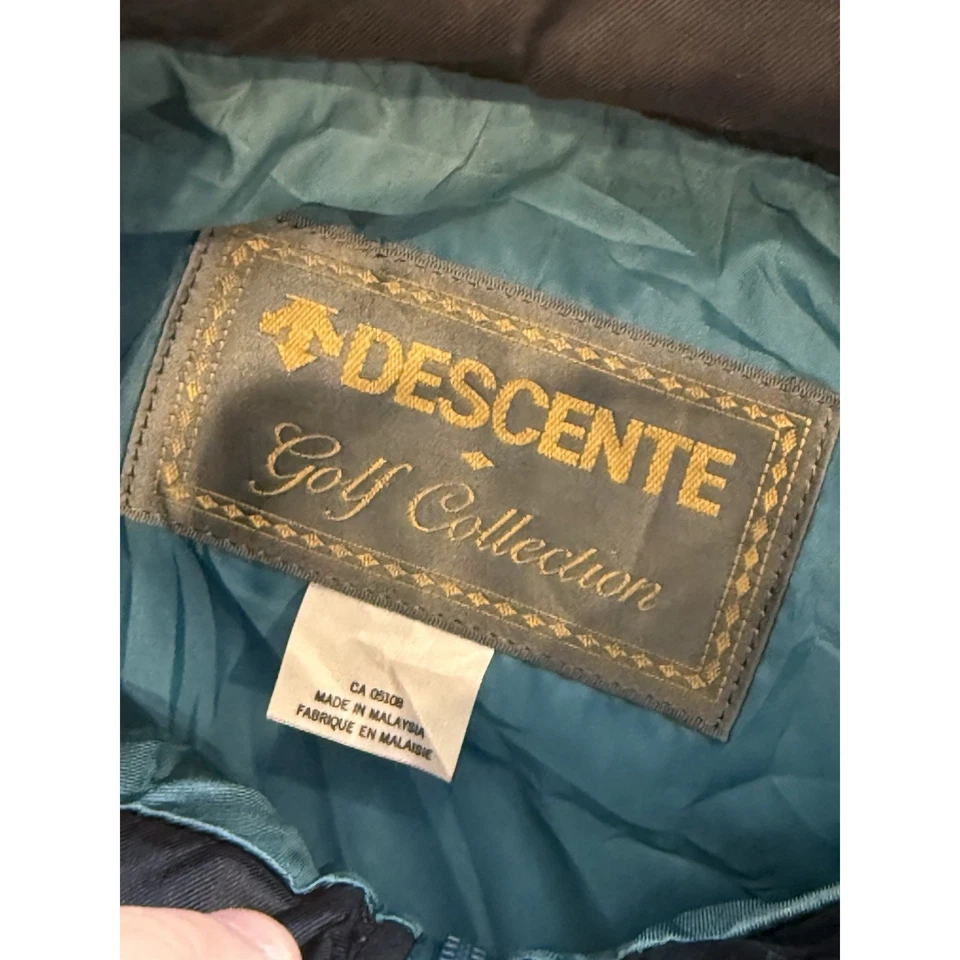 DESCENTE
Golf Collection
CA 05108
MADE IN MALAYSIA
FABRIQUE EN MALAISIE